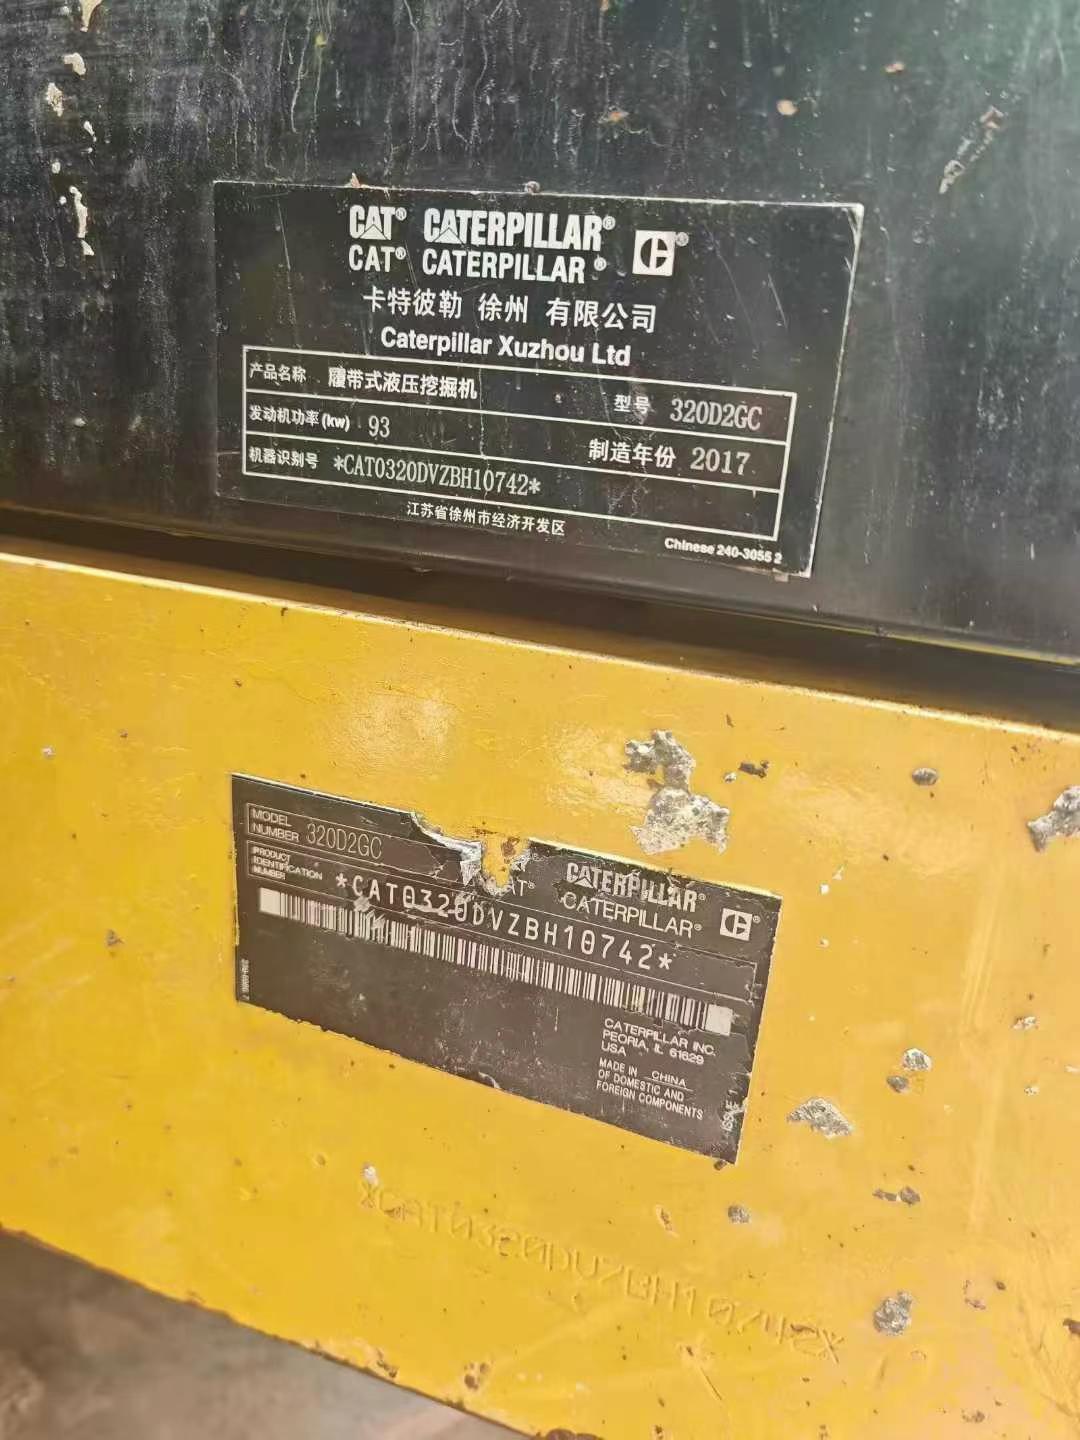 CAT® CATERPILLAR®
CAT® CATERPILLAR®
卡特彼勒 徐州 有限公司
Caterpillar Xuzhou Ltd
产品名称 履带式液压挖掘机 型号 320D2GC
发动机功率(kw) 93 制造年份 2017
机器识别号 *CAT0320DVZBH10742*
江苏省徐州市经济开发区
Chinese 240-3055 2
MODEL
NUMBER 320D2GC
CATERPILLAR®
CATERPILLAR®
PRODUCT
IDENTIFICATION
NUMBER
*CAT0320DVZBH10742*
CATERPILLAR INC.
PEORIA, IL 61629
USA
MADE IN CHINA
OF DOMESTIC AND
FOREIGN COMPONENTS
ISSUE 1
*CAT0320DVZBH10742*